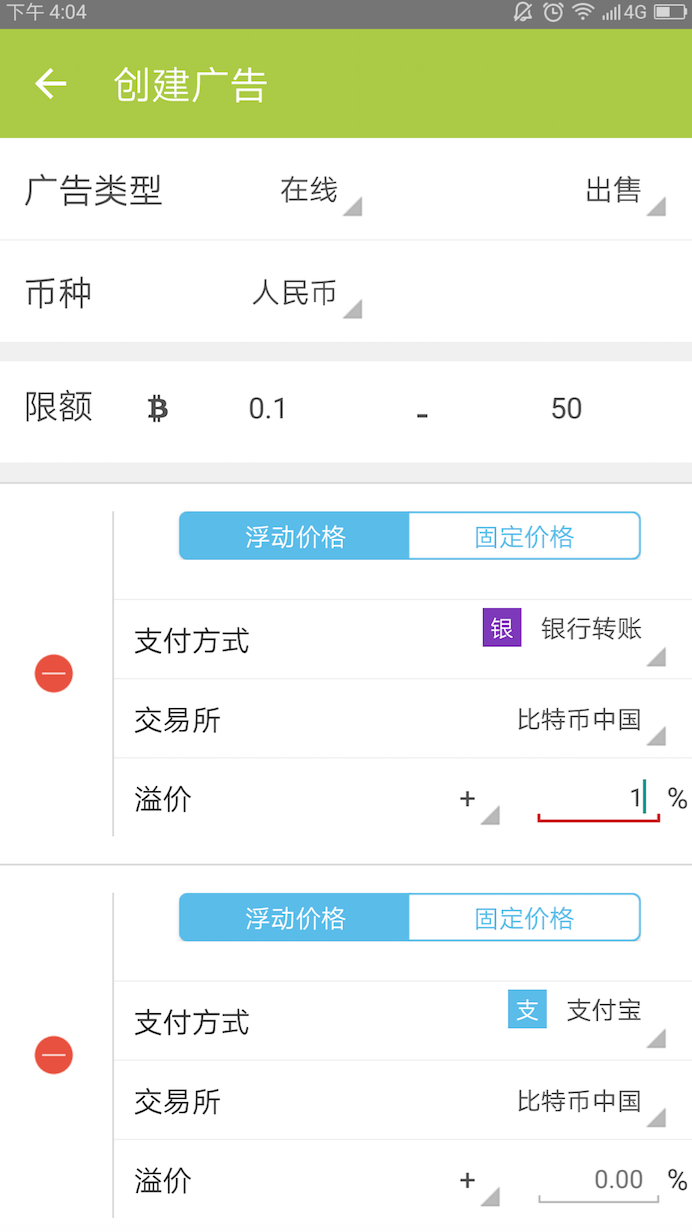 下午 4:04 4G
创建广告
广告类型 在线 出售
币种 人民币
限额 0.1 - 50
浮动价格 固定价格
支付方式 银 银行转账
交易所 比特币中国
溢价 + 1 %
浮动价格 固定价格
支付方式 支 支付宝
交易所 比特币中国
溢价 + 0.00 %